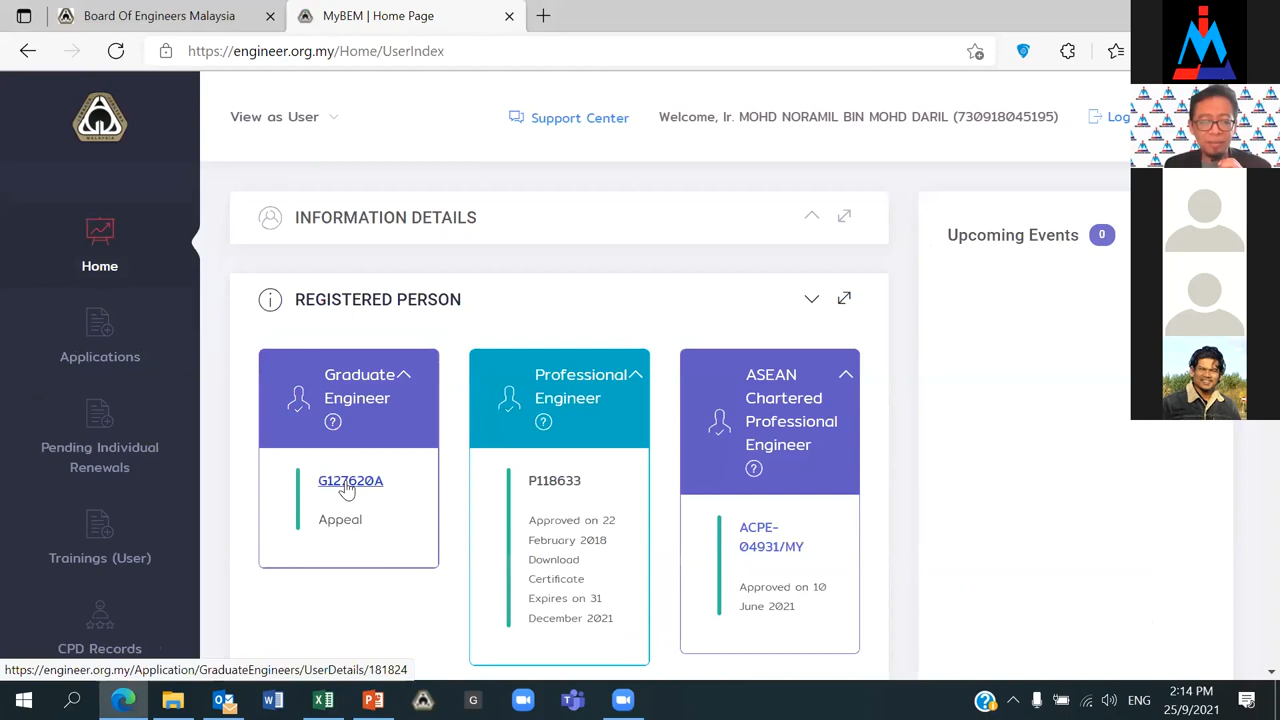 Board Of Engineers Malaysia
MyBEM | Home Page
https://engineer.org.my/Home/UserIndex
View as User
Support Center
Welcome, Ir. MOHD NORAMIL BIN MOHD DARIL (730918045195)
Log
INFORMATION DETAILS
Upcoming Events 0
REGISTERED PERSON
Home
Applications
Pending Individual
Renewals
Trainings (User)
CPD Records
Graduate
Engineer
G127620A
Appeal
Professional
Engineer
P118633
Approved on 22
February 2018
Download
Certificate
Expires on 31
December 2021
ASEAN
Chartered
Professional
Engineer
ACPE-
04931/MY
Approved on 10
June 2021
https://engineer.org.my/Application/GraduateEngineers/UserDetails/181824
ENG
2:14 PM
25/9/2021